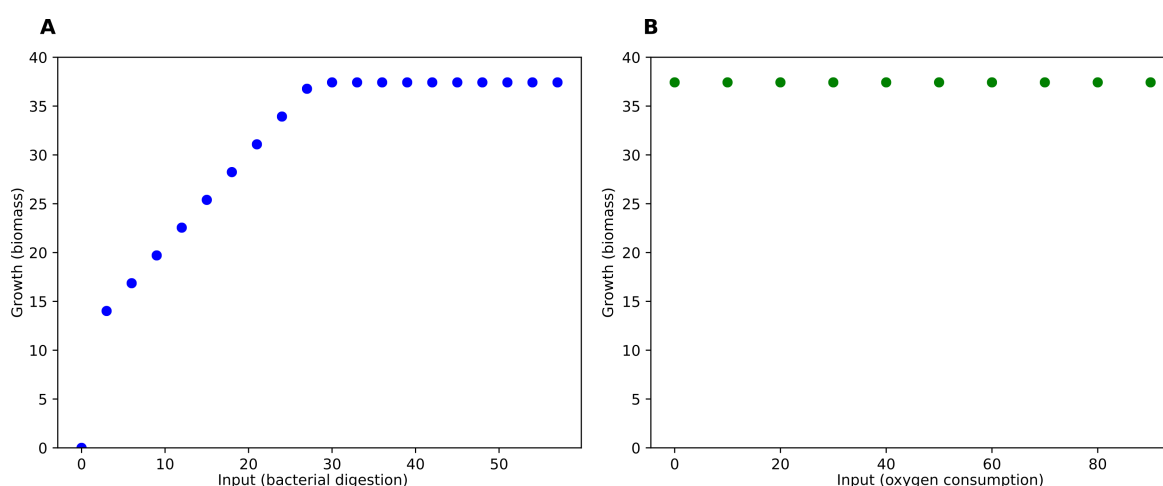 A
B
40
35
30
25
20
15
10
5
0
Growth (biomass)
0 10 20 30 40 50
Input (bacterial digestion)
40
35
30
25
20
15
10
5
0
Growth (biomass)
0 20 40 60 80
Input (oxygen consumption)